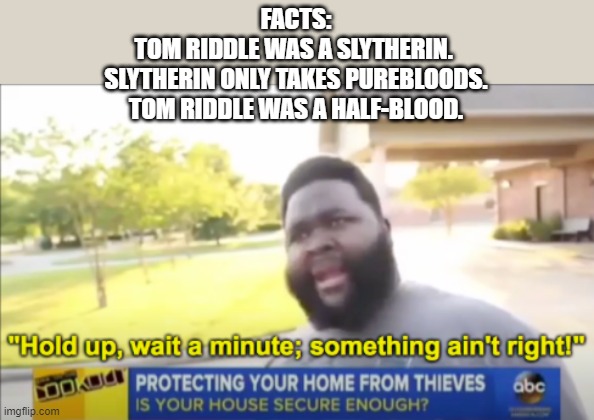 FACTS:
TOM RIDDLE WAS A SLYTHERIN.
SLYTHERIN ONLY TAKES PUREBLOODS.
TOM RIDDLE WAS A HALF-BLOOD.
"Hold up, wait a minute; something ain't right!"
PROTECTING YOUR HOME FROM THIEVES
IS YOUR HOUSE SECURE ENOUGH?
abc
imgflip.com